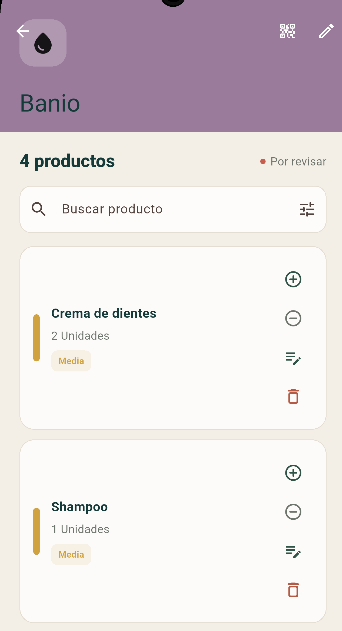 Banio
4 productos
Por revisar
Buscar producto
Crema de dientes
2 Unidades
Media
Shampoo
1 Unidades
Media